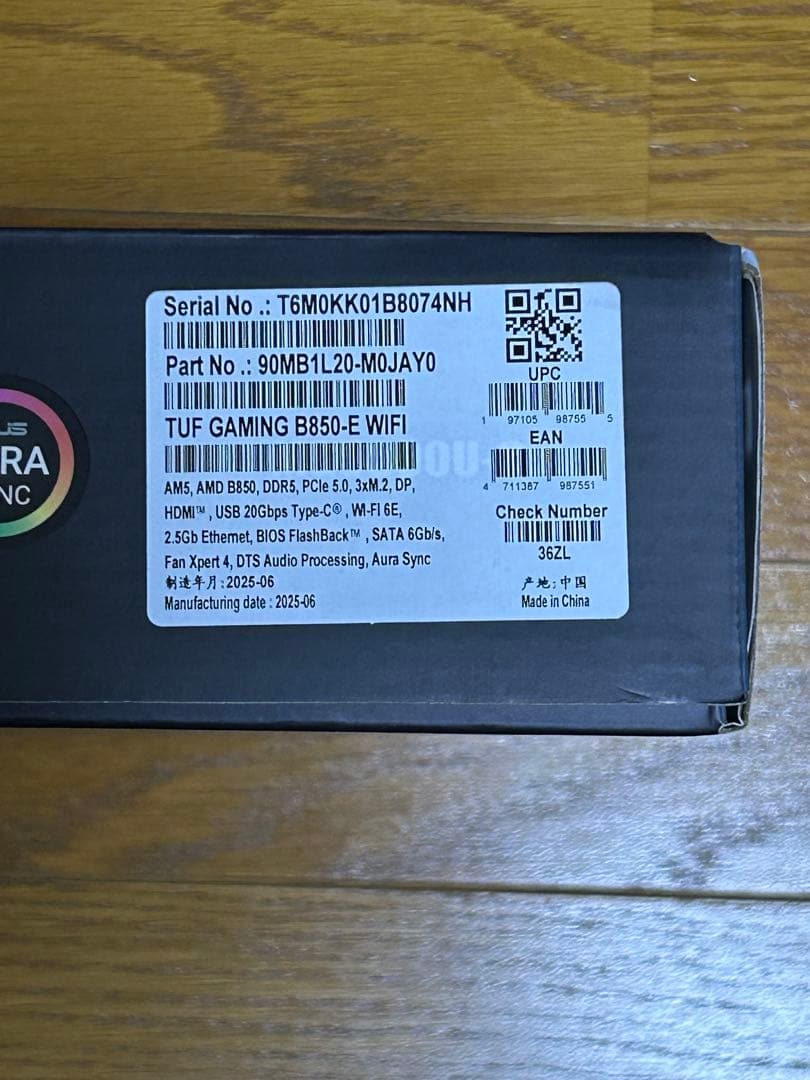 Serial No .: T6M0KK01B8074NH
Part No .: 90MB1L20-M0JAY0
TUF GAMING B850-E WIFI
AM5, AMD B850, DDR5, PCIe 5.0, 3xM.2, DP,
HDMI™ , USB 20Gbps Type-C® , WI-FI 6E,
2.5Gb Ethernet, BIOS FlashBack™ , SATA 6Gb/s,
Fan Xpert 4, DTS Audio Processing, Aura Sync
制造年月:2025-06
Manufacturing date : 2025-06
UPC
1 97105 98755 5
EAN
4 711387 987551
Check Number
36ZL
产地: 中国
Made in China
US
RA
NC